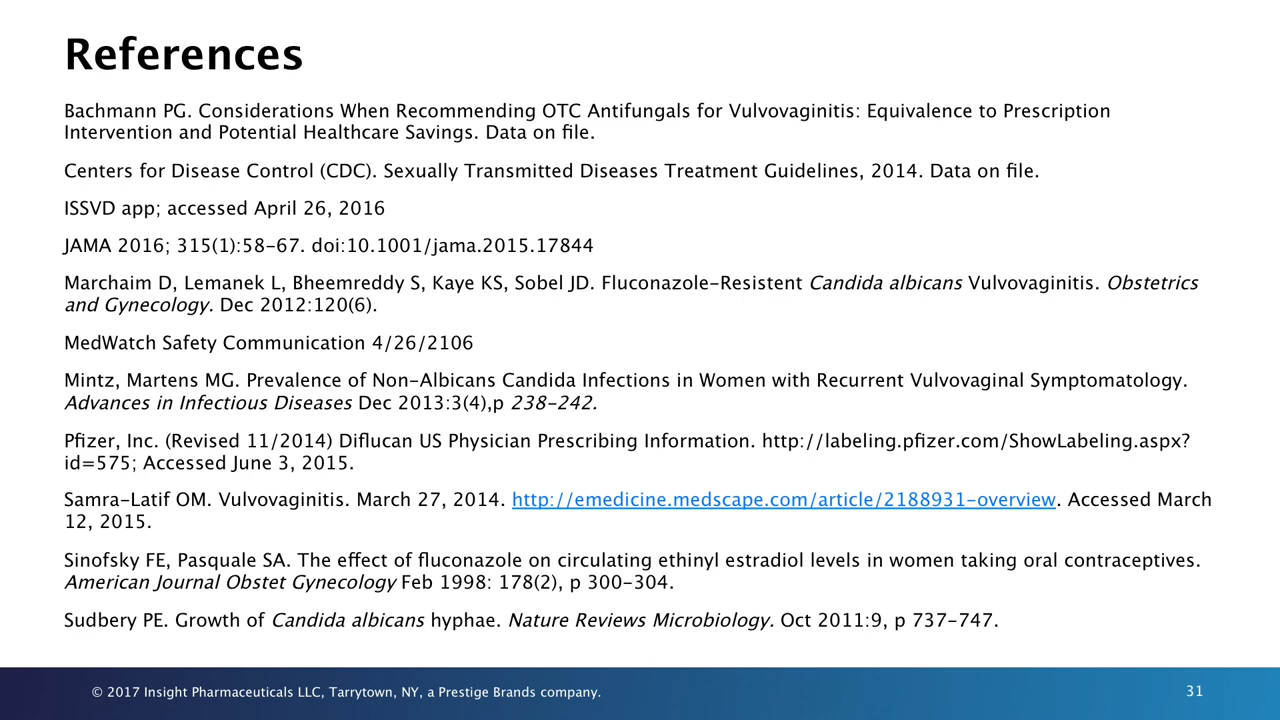 References
Bachmann PG. Considerations When Recommending OTC Antifungals for Vulvovaginitis: Equivalence to Prescription
Intervention and Potential Healthcare Savings. Data on file.
Centers for Disease Control (CDC). Sexually Transmitted Diseases Treatment Guidelines, 2014. Data on file.
ISSVD app; accessed April 26, 2016
JAMA 2016; 315(1):58-67. doi:10.1001/jama.2015.17844
Marchaim D, Lemanek L, Bheemreddy S, Kaye KS, Sobel JD. Fluconazole-Resistent Candida albicans Vulvovaginitis. Obstetrics
and Gynecology. Dec 2012:120(6).
MedWatch Safety Communication 4/26/2106
Mintz, Martens MG. Prevalence of Non-Albicans Candida Infections in Women with Recurrent Vulvovaginal Symptomatology.
Advances in Infectious Diseases Dec 2013:3(4),p 238-242.
Pfizer, Inc. (Revised 11/2014) Diflucan US Physician Prescribing Information. http://labeling.pfizer.com/ShowLabeling.aspx?
id=575; Accessed June 3, 2015.
Samra-Latif OM. Vulvovaginitis. March 27, 2014. http://emedicine.medscape.com/article/2188931-overview. Accessed March
12, 2015.
Sinofsky FE, Pasquale SA. The effect of fluconazole on circulating ethinyl estradiol levels in women taking oral contraceptives.
American Journal Obstet Gynecology Feb 1998: 178(2), p 300-304.
Sudbery PE. Growth of Candida albicans hyphae. Nature Reviews Microbiology. Oct 2011:9, p 737-747.
© 2017 Insight Pharmaceuticals LLC, Tarrytown, NY, a Prestige Brands company.
31